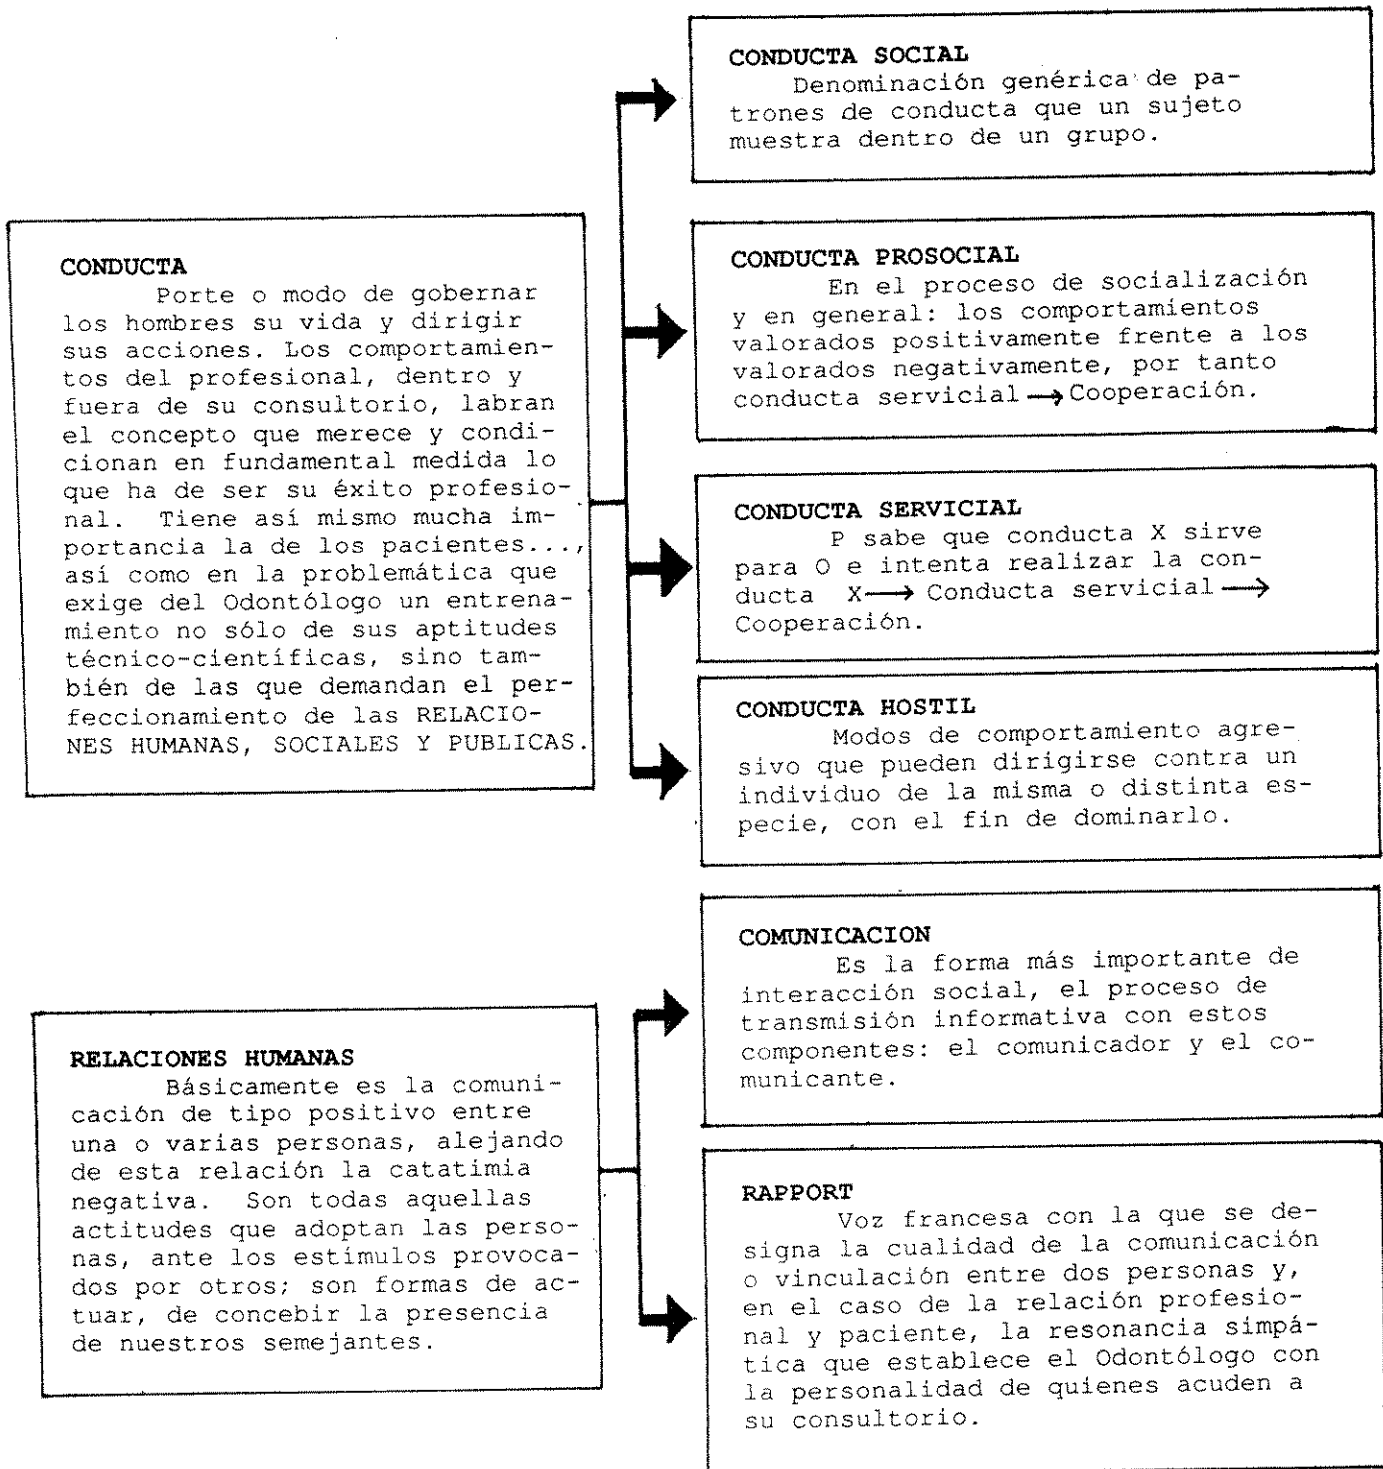 CONDUCTA
Porte o modo de gobernar
los hombres su vida y dirigir
sus acciones. Los comportamien-
tos del profesional, dentro y
fuera de su consultorio, labran
el concepto que merece y condi-
cionan en fundamental medida lo
que ha de ser su éxito profesio-
nal. Tiene así mismo mucha im-
portancia la de los pacientes...,
así como en la problemática que
exige del Odontólogo un entrena-
miento no sólo de sus aptitudes
técnico-científicas, sino tam-
bién de las que demandan el per-
feccionamiento de las RELACIO-
NES HUMANAS, SOCIALES Y PUBLICAS.
CONDUCTA SOCIAL
Denominación genérica de pa-
trones de conducta que un sujeto
muestra dentro de un grupo.
CONDUCTA PROSOCIAL
En el proceso de socialización
y en general: los comportamientos
valorados positivamente frente a los
valorados negativamente, por tanto
conducta servicial → Cooperación.
CONDUCTA SERVICIAL
P sabe que conducta X sirve
para O e intenta realizar la con-
ducta X → Conducta servicial →
Cooperación.
CONDUCTA HOSTIL
Modos de comportamiento agre-
sivo que pueden dirigirse contra un
individuo de la misma o distinta es-
pecie, con el fin de dominarlo.
RELACIONES HUMANAS
Básicamente es la comuni-
cación de tipo positivo entre
una o varias personas, alejando
de esta relación la catatimia
negativa. Son todas aquellas
actitudes que adoptan las perso-
nas, ante los estímulos provoca-
dos por otros; son formas de ac-
tuar, de concebir la presencia
de nuestros semejantes.
COMUNICACION
Es la forma más importante de
interacción social, el proceso de
transmisión informativa con estos
componentes: el comunicador y el co-
municante.
RAPPORT
Voz francesa con la que se de-
signa la cualidad de la comunicación
o vinculación entre dos personas y,
en el caso de la relación profesio-
nal y paciente, la resonancia simpá-
tica que establece el Odontólogo con
la personalidad de quienes acuden a
su consultorio.